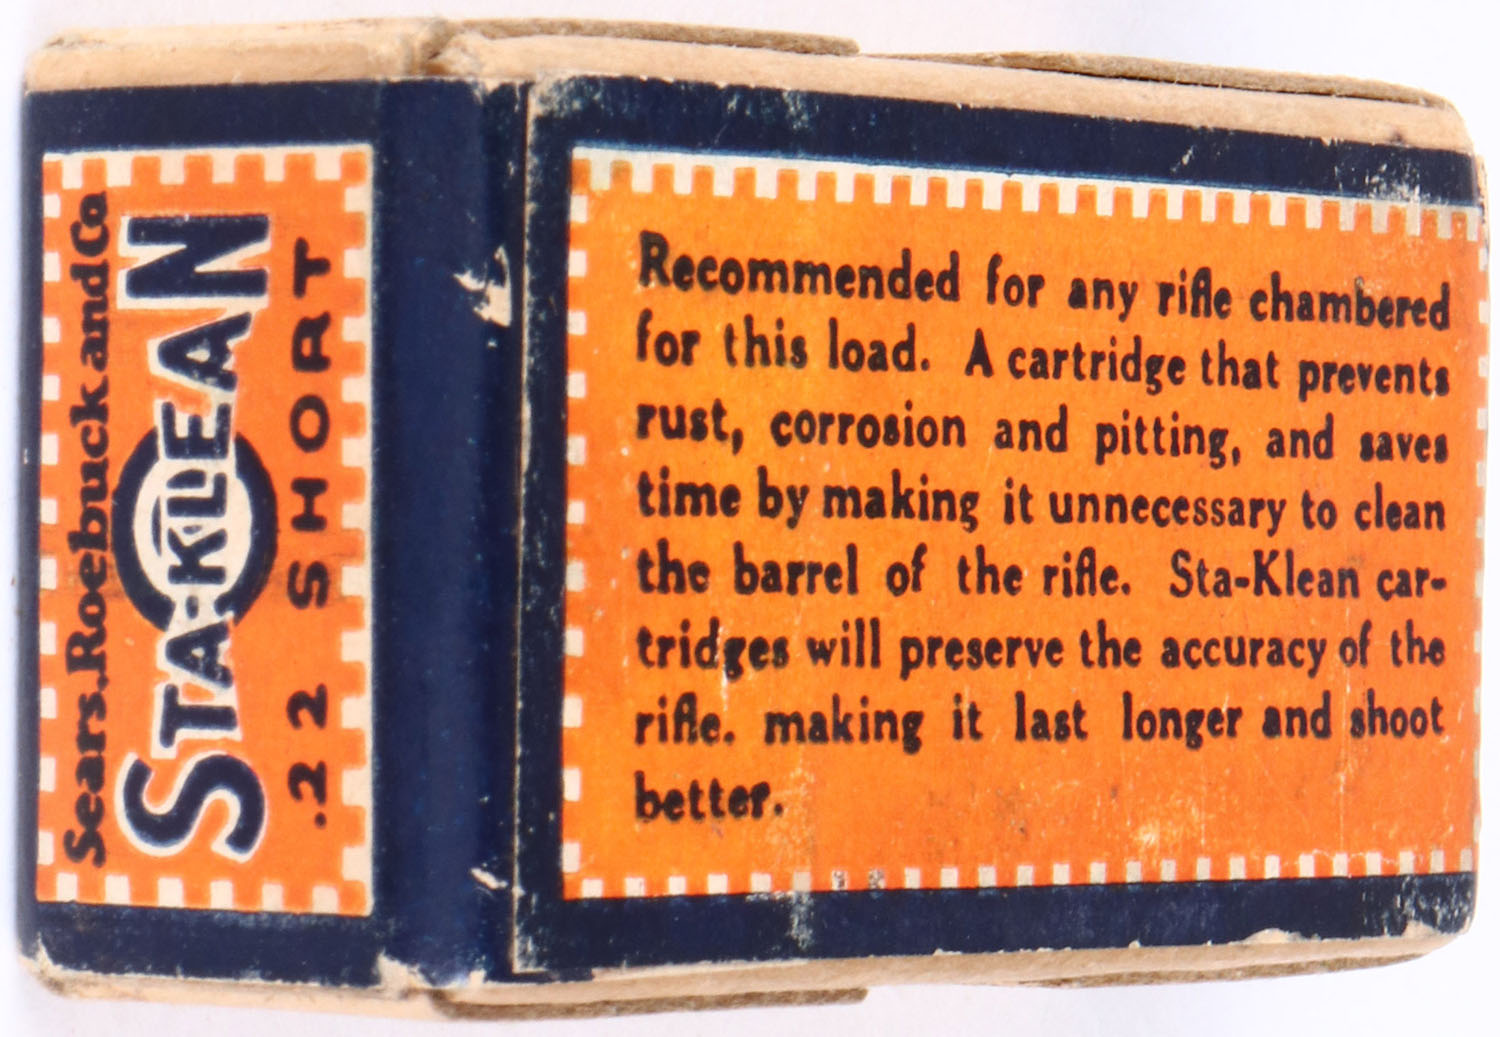 Sears.Roebuck and Co
STA-KLEAN
.22 SHORT
Recommended for any rifle chambered
for this load. A cartridge that prevents
rust, corrosion and pitting, and saves
time by making it unnecessary to clean
the barrel of the rifle. Sta-Klean car-
tridges will preserve the accuracy of the
rifle. making it last longer and shoot
better.